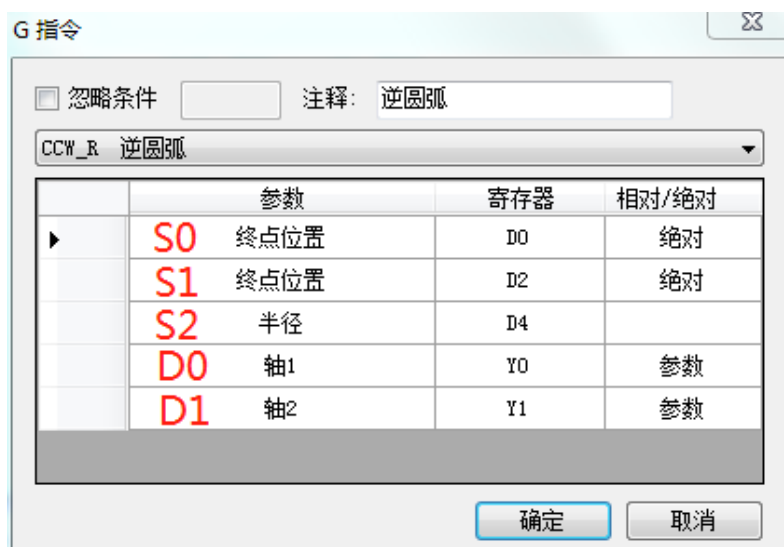 G 指令
忽略条件 注释: 逆圆弧
CCW_R 逆圆弧
参数 寄存器 相对/绝对
S0 终点位置 D0 绝对
S1 终点位置 D2 绝对
S2 半径 D4
D0 轴1 Y0 参数
D1 轴2 Y1 参数
确定 取消